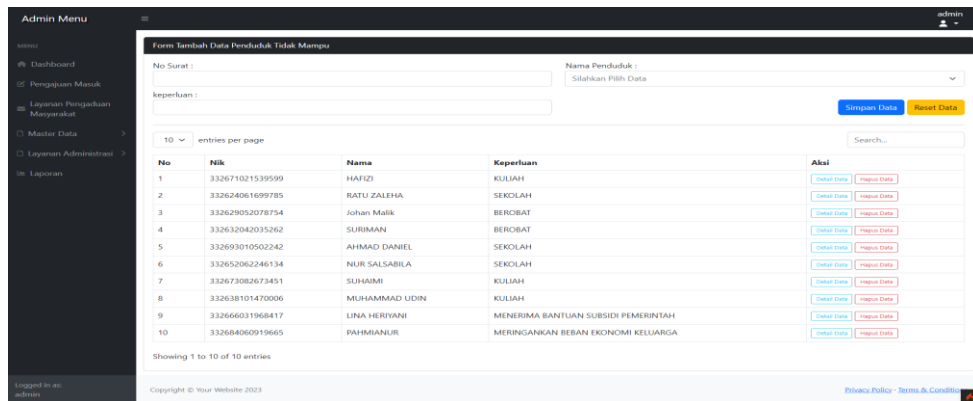 Admin Menu
admin
MENU
Dashboard
Pengajuan Masuk
Layanan Pengaduan
Masyarakat
Master Data
Layanan Administrasi
Laporan
Logged in as:
admin
Form Tambah Data Penduduk Tidak Mampu
No Surat :
Nama Penduduk :
Silahkan Pilih Data
keperluan :
Simpan Data Reset Data
10 entries per page
Search...
No Nik Nama Keperluan Aksi
1 332671021539599 HAFIZI KULIAH Detail Data Hapus Data
2 332624061699785 RATU ZALEHA SEKOLAH Detail Data Hapus Data
3 332629052078754 Johan Malik BEROBAT Detail Data Hapus Data
4 332632042035262 SURIMAN BEROBAT Detail Data Hapus Data
5 332693010502242 AHMAD DANIEL SEKOLAH Detail Data Hapus Data
6 332652062246134 NUR SALSABILA SEKOLAH Detail Data Hapus Data
7 332673082673451 SUHAIMI KULIAH Detail Data Hapus Data
8 332638101470006 MUHAMMAD UDIN KULIAH Detail Data Hapus Data
9 332666031968417 LINA HERIYANI MENERIMA BANTUAN SUBSIDI PEMERINTAH Detail Data Hapus Data
10 332684060919665 PAHMIANUR MERINGANKAN BEBAN EKONOMI KELUARGA Detail Data Hapus Data
Showing 1 to 10 of 10 entries
Copyright © Your Website 2023
Privacy Policy · Terms &